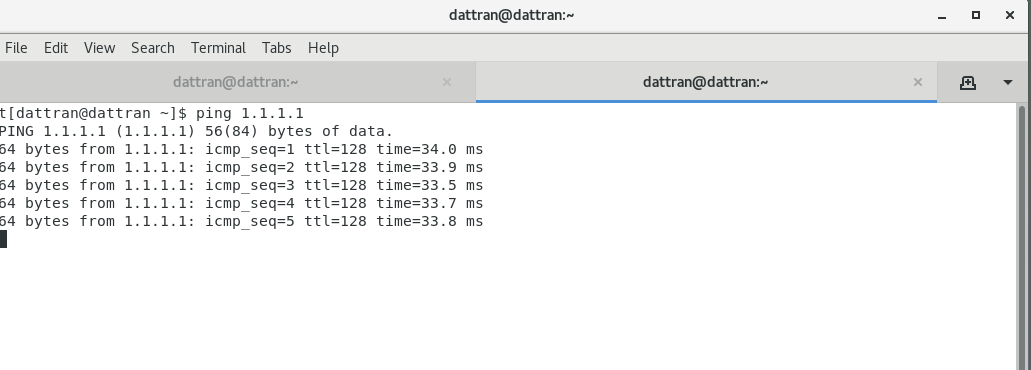 dattran@dattran:~
File Edit View Search Terminal Tabs Help
dattran@dattran:~ dattran@dattran:~
t[dattran@dattran ~]$ ping 1.1.1.1
PING 1.1.1.1 (1.1.1.1) 56(84) bytes of data.
64 bytes from 1.1.1.1: icmp_seq=1 ttl=128 time=34.0 ms
64 bytes from 1.1.1.1: icmp_seq=2 ttl=128 time=33.9 ms
64 bytes from 1.1.1.1: icmp_seq=3 ttl=128 time=33.5 ms
64 bytes from 1.1.1.1: icmp_seq=4 ttl=128 time=33.7 ms
64 bytes from 1.1.1.1: icmp_seq=5 ttl=128 time=33.8 ms